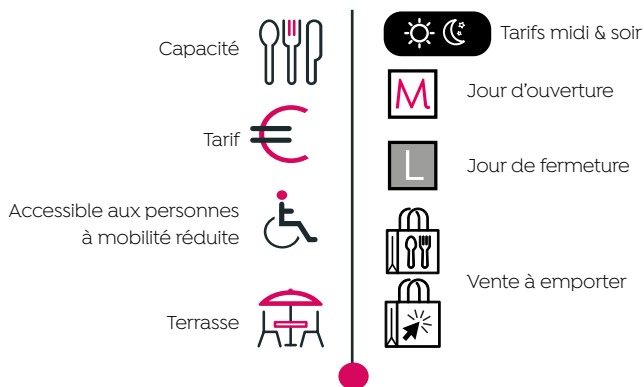 Capacité
Tarif
Accessible aux personnes
à mobilité réduite
Terrasse
Tarifs midi & soir
M
Jour d'ouverture
L
Jour de fermeture
Vente à emporter